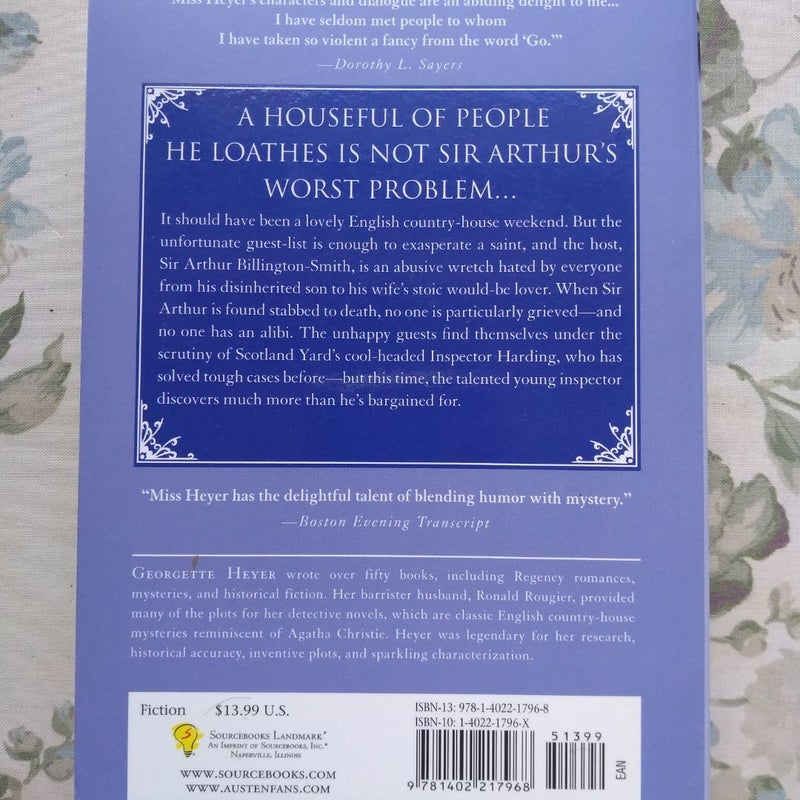 "Miss Heyer's characters and dialogue are an abiding delight to me...
I have seldom met people to whom
I have taken so violent a fancy from the word 'Go.'"
—Dorothy L. Sayers
A HOUSEFUL OF PEOPLE
HE LOATHES IS NOT SIR ARTHUR'S
WORST PROBLEM...
It should have been a lovely English country-house weekend. But the
unfortunate guest-list is enough to exasperate a saint, and the host,
Sir Arthur Billington-Smith, is an abusive wretch hated by everyone
from his disinherited son to his wife's stoic would-be lover. When Sir
Arthur is found stabbed to death, no one is particularly grieved—and
no one has an alibi. The unhappy guests find themselves under the
scrutiny of Scotland Yard's cool-headed Inspector Harding, who has
solved tough cases before—but this time, the talented young inspector
discovers much more than he's bargained for.
"Miss Heyer has the delightful talent of blending humor with mystery."
—Boston Evening Transcript
GEORGETTE HEYER wrote over fifty books, including Regency romances,
mysteries, and historical fiction. Her barrister husband, Ronald Rougier, provided
many of the plots for her detective novels, which are classic English country-house
mysteries reminiscent of Agatha Christie. Heyer was legendary for her research,
historical accuracy, inventive plots, and sparkling characterization.
Fiction $13.99 U.S.
SOURCEBOOKS LANDMARK®
AN IMPRINT OF SOURCEBOOKS, INC.®
NAPERVILLE, ILLINOIS
WWW.SOURCEBOOKS.COM
WWW.AUSTENFANS.COM
ISBN-13: 978-1-4022-1796-8
ISBN-10: 1-4022-1796-X
51399
9 781402 217968
EAN